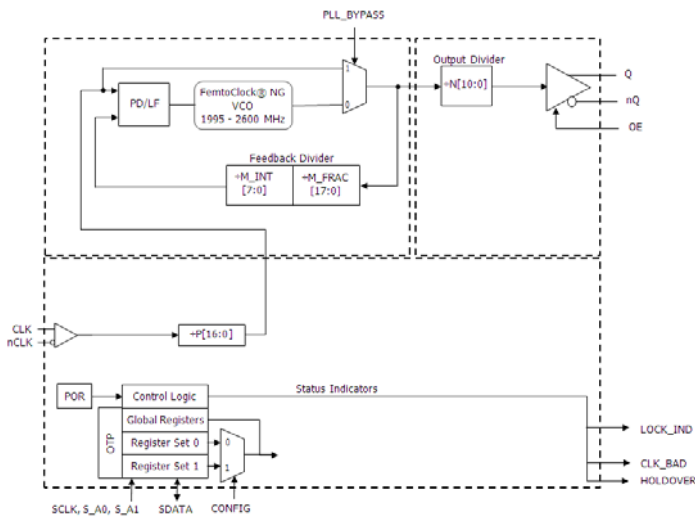 PLL_BYPASS
Output Divider
1
FemtoClock® NG
VCO
1995 - 2600 MHz
PD/LF
÷N[10:0]
Q
nQ
OE
0
Feedback Divider
÷M_INT
[7:0]
÷M_FRAC
[17:0]
CLK
nCLK
÷P[16:0]
POR
Control Logic
Status Indicators
OTP
Global Registers
Register Set 0
0
Register Set 1
1
LOCK_IND
CLK_BAD
HOLDOVER
SCLK, S_A0, S_A1
SDATA
CONFIG